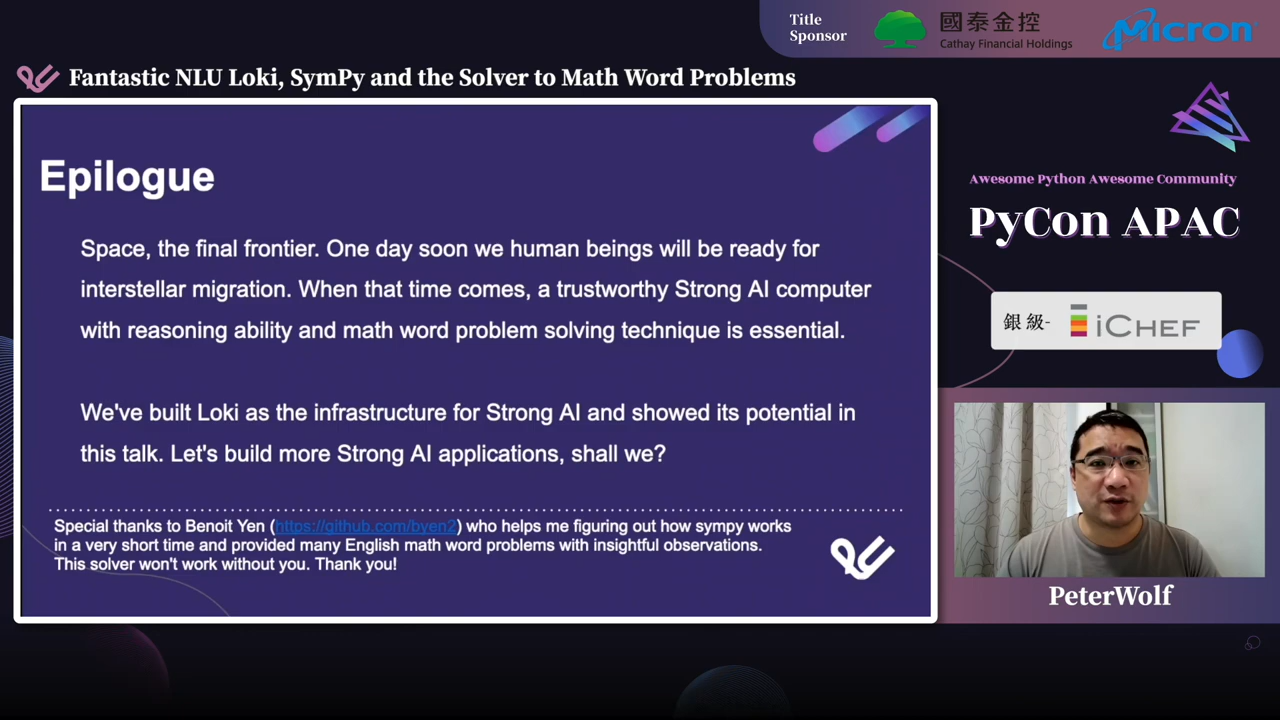 Title
Sponsor
國泰金控
Cathay Financial Holdings
Micron
Fantastic NLU Loki, SymPy and the Solver to Math Word Problems
Epilogue
Space, the final frontier. One day soon we human beings will be ready for
interstellar migration. When that time comes, a trustworthy Strong AI computer
with reasoning ability and math word problem solving technique is essential.
We've built Loki as the infrastructure for Strong AI and showed its potential in
this talk. Let's build more Strong AI applications, shall we?
Special thanks to Benoit Yen (https://github.com/byen2) who helps me figuring out how sympy works
in a very short time and provided many English math word problems with insightful observations.
This solver won't work without you. Thank you!
Awesome Python Awesome Community
PyCon APAC
銀級- iCHEF
PeterWolf